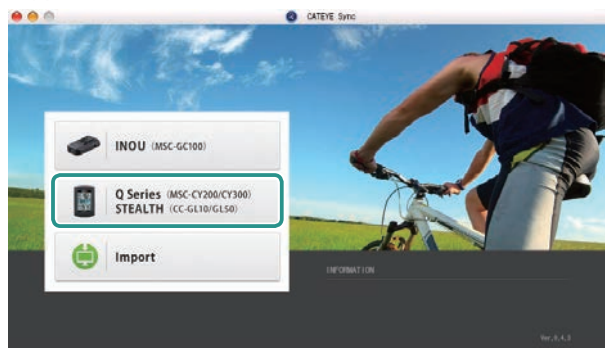 CATEYE Sync
INOU (MSC-GC100)
Q Series (MSC-CY200/CY300)
STEALTH (CC-GL10/GL50)
Import
INFORMATION